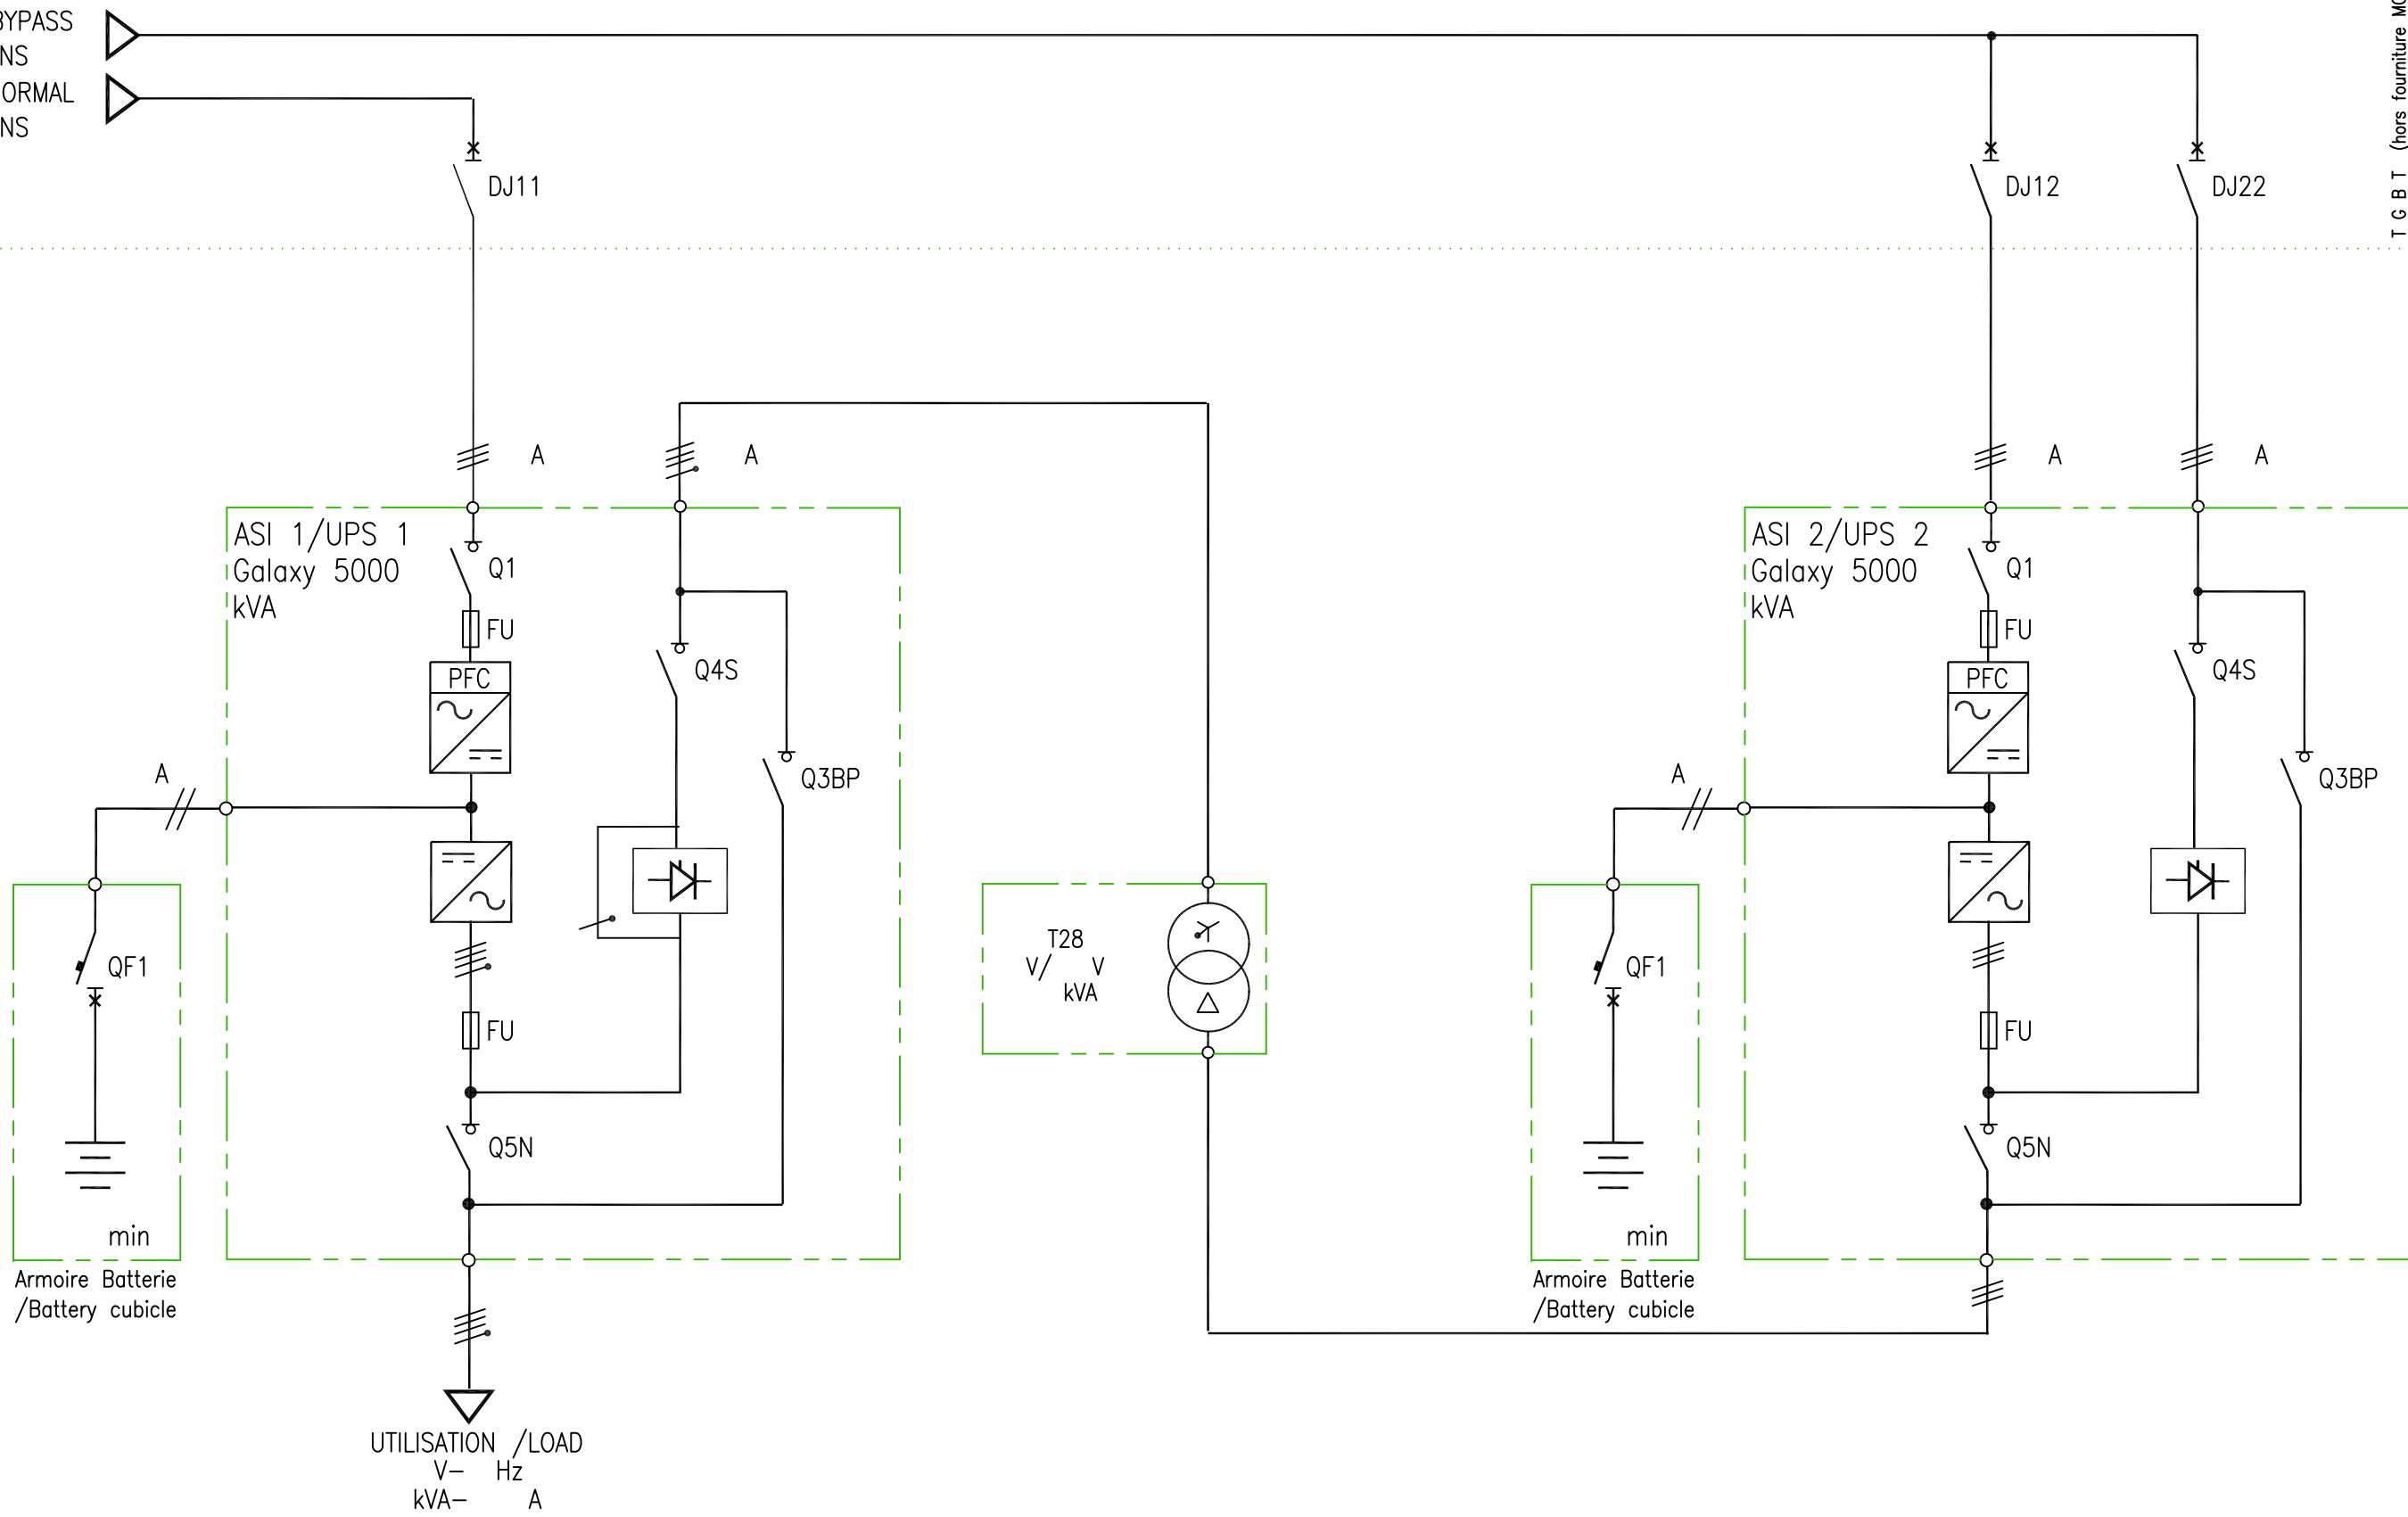 BYPASS
NS
ORMAL
NS
DJ11
DJ12
DJ22
T G B T (hors fourniture
A
A
A
A
ASI 1/UPS 1
Galaxy 5000
kVA
Q1
FU
PFC
Q4S
Q3BP
A
QF1
FU
Q5N
min
Armoire Batterie
/Battery cubicle
UTILISATION /LOAD
V- Hz
kVA- A
T28
V/ V
kVA
ASI 2/UPS 2
Galaxy 5000
kVA
Q1
FU
PFC
Q4S
Q3BP
A
QF1
FU
Q5N
min
Armoire Batterie
/Battery cubicle